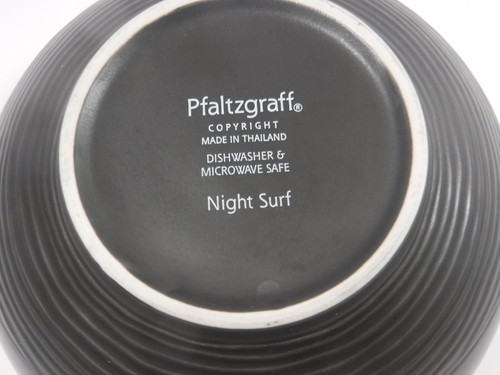 Pfaltzgraff®
COPYRIGHT
MADE IN THAILAND
DISHWASHER &
MICROWAVE SAFE
Night Surf